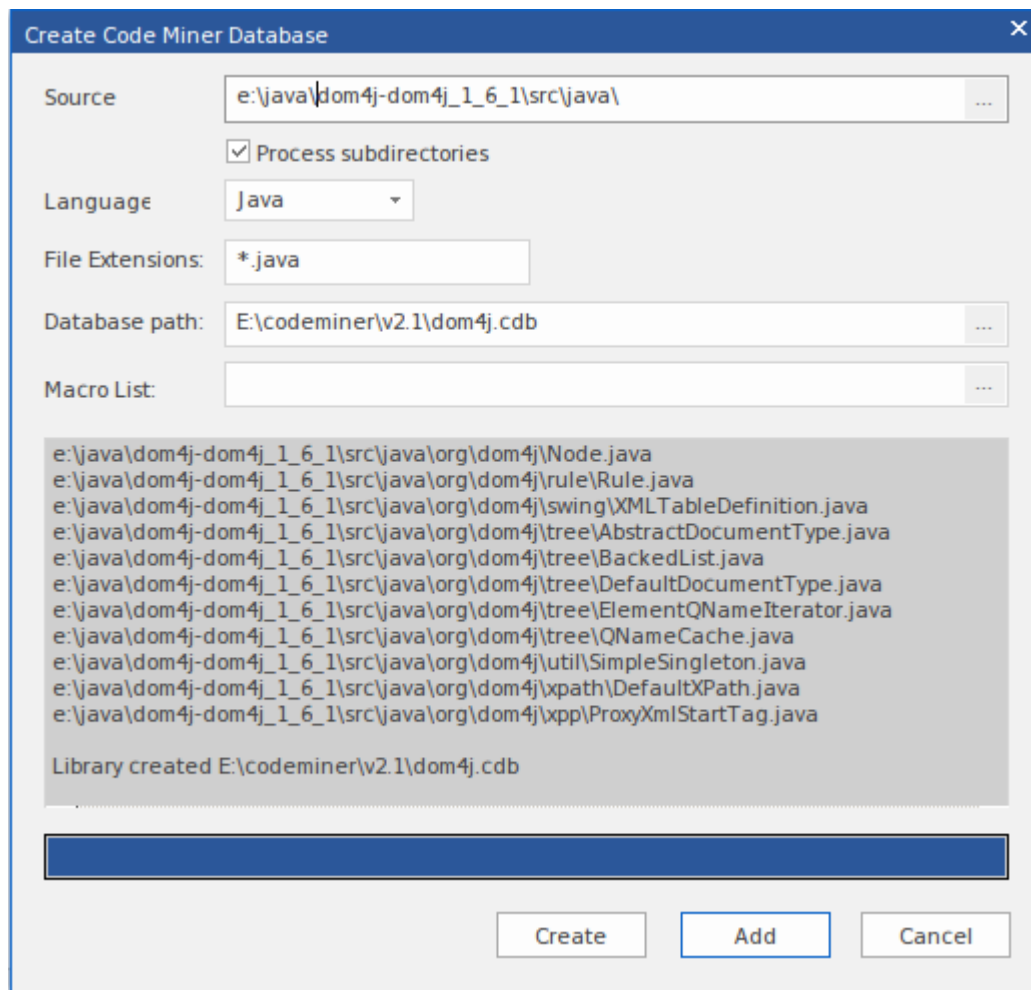 Create Code Miner Database
Source
e:\java\dom4j-dom4j_1_6_1\src\java\
...
Process subdirectories
Language
Java
File Extensions:
*.java
Database path:
E:\codeminer\v2.1\dom4j.cdb
...
Macro List:
...
e:\java\dom4j-dom4j_1_6_1\src\java\org\dom4j\Node.java
e:\java\dom4j-dom4j_1_6_1\src\java\org\dom4j\rule\Rule.java
e:\java\dom4j-dom4j_1_6_1\src\java\org\dom4j\swing\XMLTableDefinition.java
e:\java\dom4j-dom4j_1_6_1\src\java\org\dom4j\tree\AbstractDocumentType.java
e:\java\dom4j-dom4j_1_6_1\src\java\org\dom4j\tree\BackedList.java
e:\java\dom4j-dom4j_1_6_1\src\java\org\dom4j\tree\DefaultDocumentType.java
e:\java\dom4j-dom4j_1_6_1\src\java\org\dom4j\tree\ElementQNameIterator.java
e:\java\dom4j-dom4j_1_6_1\src\java\org\dom4j\tree\QNameCache.java
e:\java\dom4j-dom4j_1_6_1\src\java\org\dom4j\util\SimpleSingleton.java
e:\java\dom4j-dom4j_1_6_1\src\java\org\dom4j\xpath\DefaultXPath.java
e:\java\dom4j-dom4j_1_6_1\src\java\org\dom4j\xpp\ProxyXmlStartTag.java
Library created E:\codeminer\v2.1\dom4j.cdb
Create
Add
Cancel